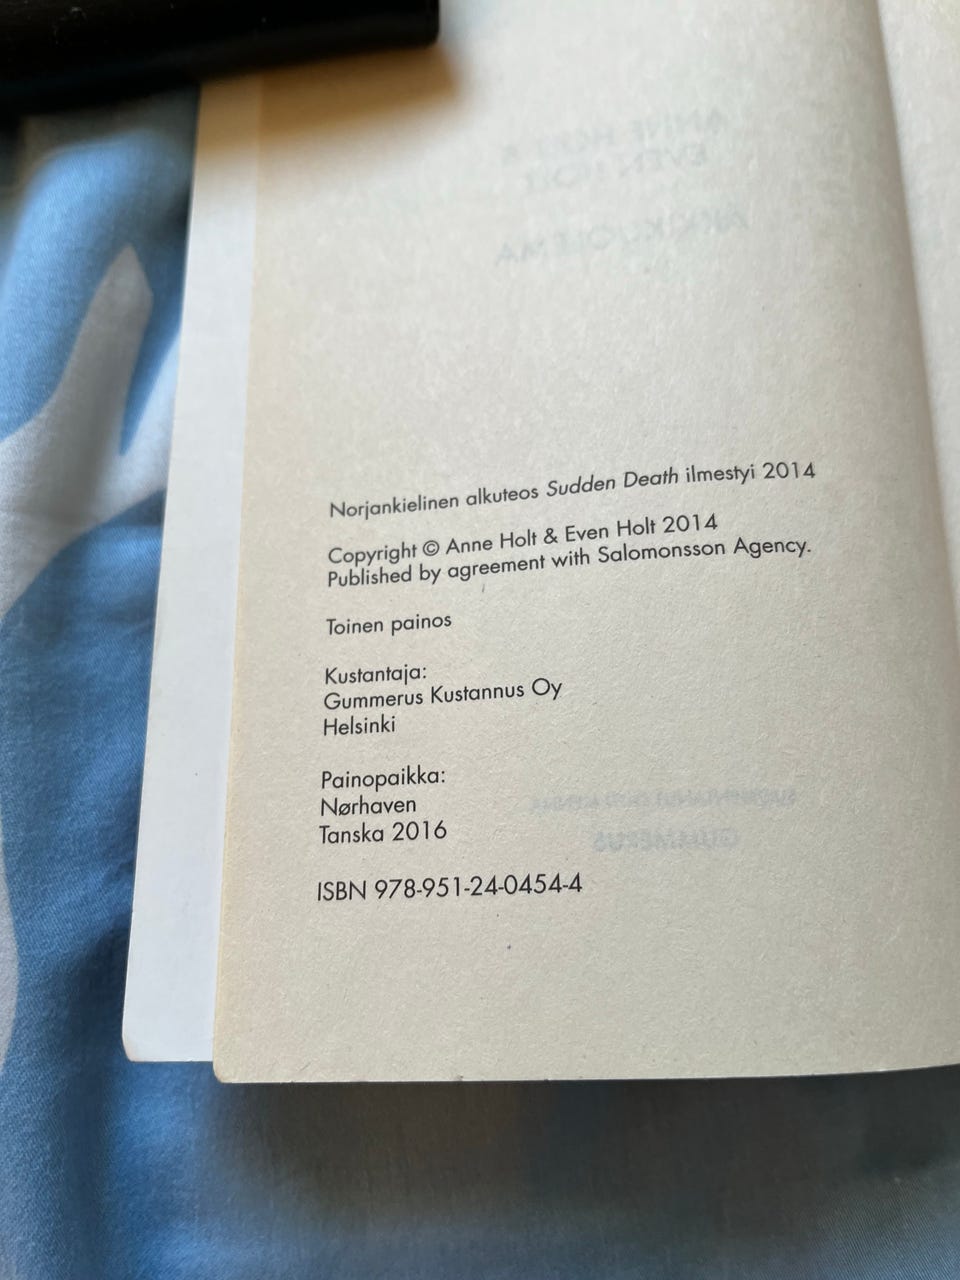 Norjankielinen alkuteos Sudden Death ilmestyi 2014
Copyright © Anne Holt & Even Holt 2014
Published by agreement with Salomonsson Agency.
Toinen painos
Kustantaja:
Gummerus Kustannus Oy
Helsinki
Painopaikka:
Nørhaven
Tanska 2016
ISBN 978-951-24-0454-4